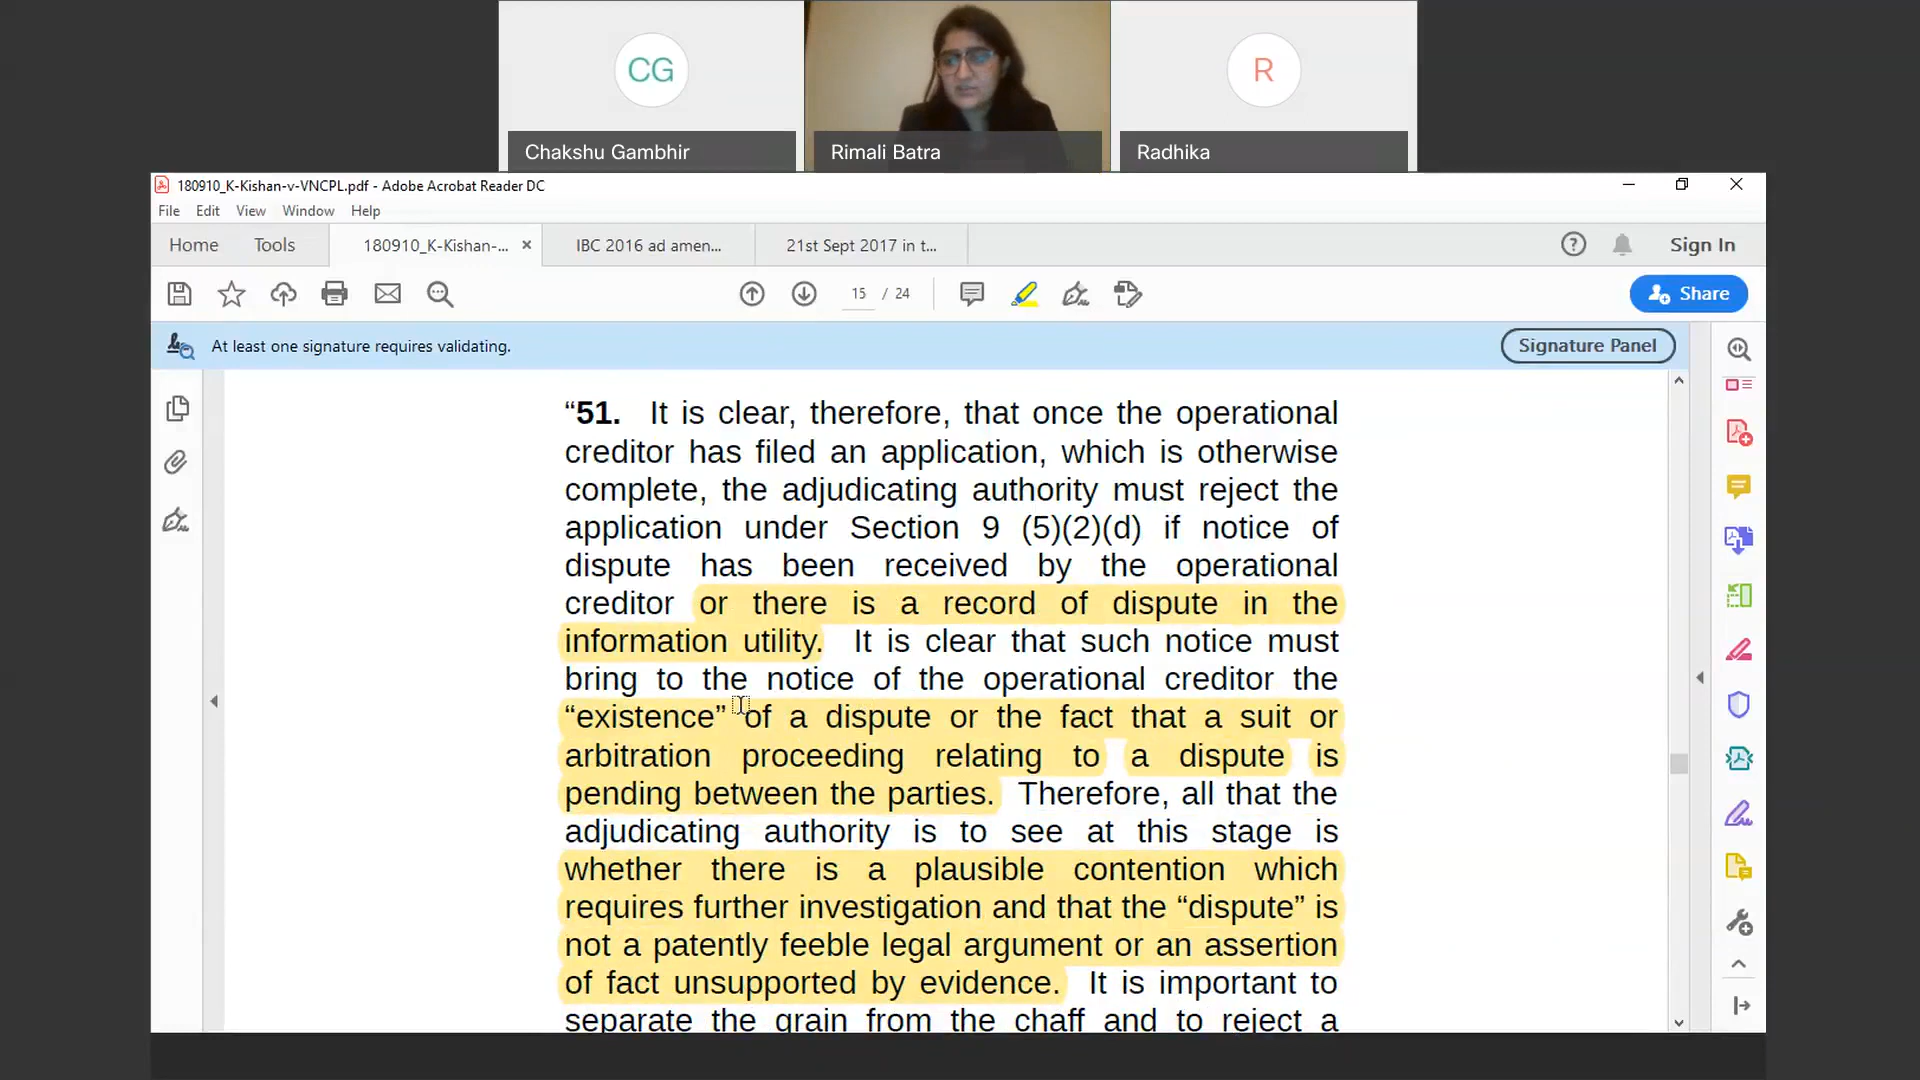 CG
R
Chakshu Gambhir
Rimali Batra
Radhika
180910_K-Kishan-v-VNCPL.pdf - Adobe Acrobat Reader DC
File Edit View Window Help
Home Tools 180910_K-Kishan-... × IBC 2016 ad amen... 21st Sept 2017 in t... ? Sign In
15 / 24 Share
At least one signature requires validating. Signature Panel
“51. It is clear, therefore, that once the operational
creditor has filed an application, which is otherwise
complete, the adjudicating authority must reject the
application under Section 9 (5)(2)(d) if notice of
dispute has been received by the operational
creditor or there is a record of dispute in the
information utility. It is clear that such notice must
bring to the notice of the operational creditor the
“existence” of a dispute or the fact that a suit or
arbitration proceeding relating to a dispute is
pending between the parties. Therefore, all that the
adjudicating authority is to see at this stage is
whether there is a plausible contention which
requires further investigation and that the “dispute” is
not a patently feeble legal argument or an assertion
of fact unsupported by evidence. It is important to
separate the grain from the chaff and to reject a